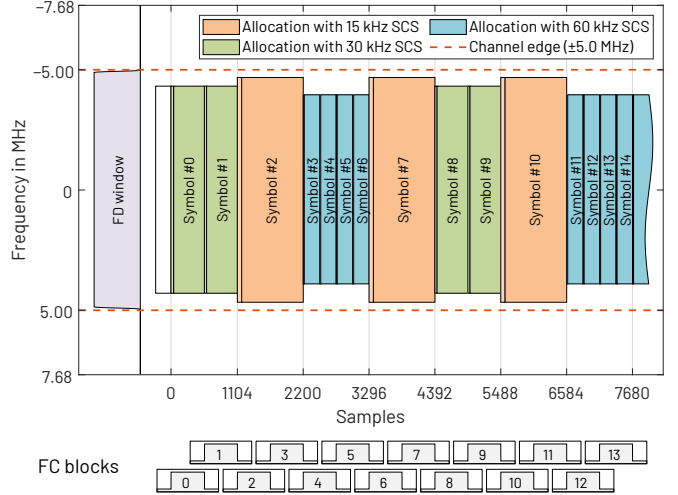 -7.68
Allocation with 15 kHz SCS
Allocation with 60 kHz SCS
Allocation with 30 kHz SCS
Channel edge (±5.0 MHz)
-5.00
0
5.00
7.68
Frequency in MHz
FD window
Symbol #0
Symbol #1
Symbol #2
Symbol #3
Symbol #4
Symbol #5
Symbol #6
Symbol #7
Symbol #8
Symbol #9
Symbol #10
Symbol #11
Symbol #12
Symbol #13
Symbol #14
0 1104 2200 3296 4392 5488 6584 7680
Samples
1 3 5 7 9 11 13
FC blocks
0 2 4 6 8 10 12